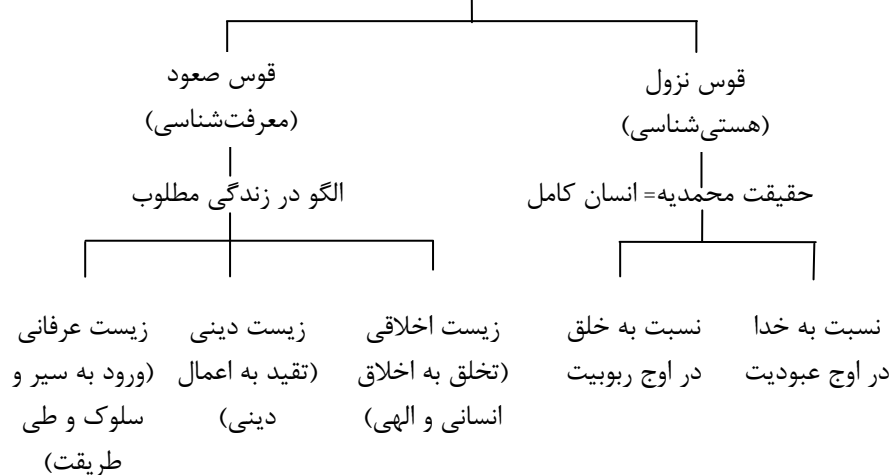 قوس نزول
(هستی‌شناسی)
حقیقت محمدیه= انسان کامل
نسبت به خدا
در اوج عبودیت
نسبت به خلق
در اوج ربوبیت
قوس صعود
(معرفت‌شناسی)
الگو در زندگی مطلوب
زیست اخلاقی
(تخلق به اخلاق
انسانی و الهی)
زیست دینی
(تقید به اعمال
دینی)
زیست عرفانی
(ورود به سیر و
سلوک و طی
طریقت)